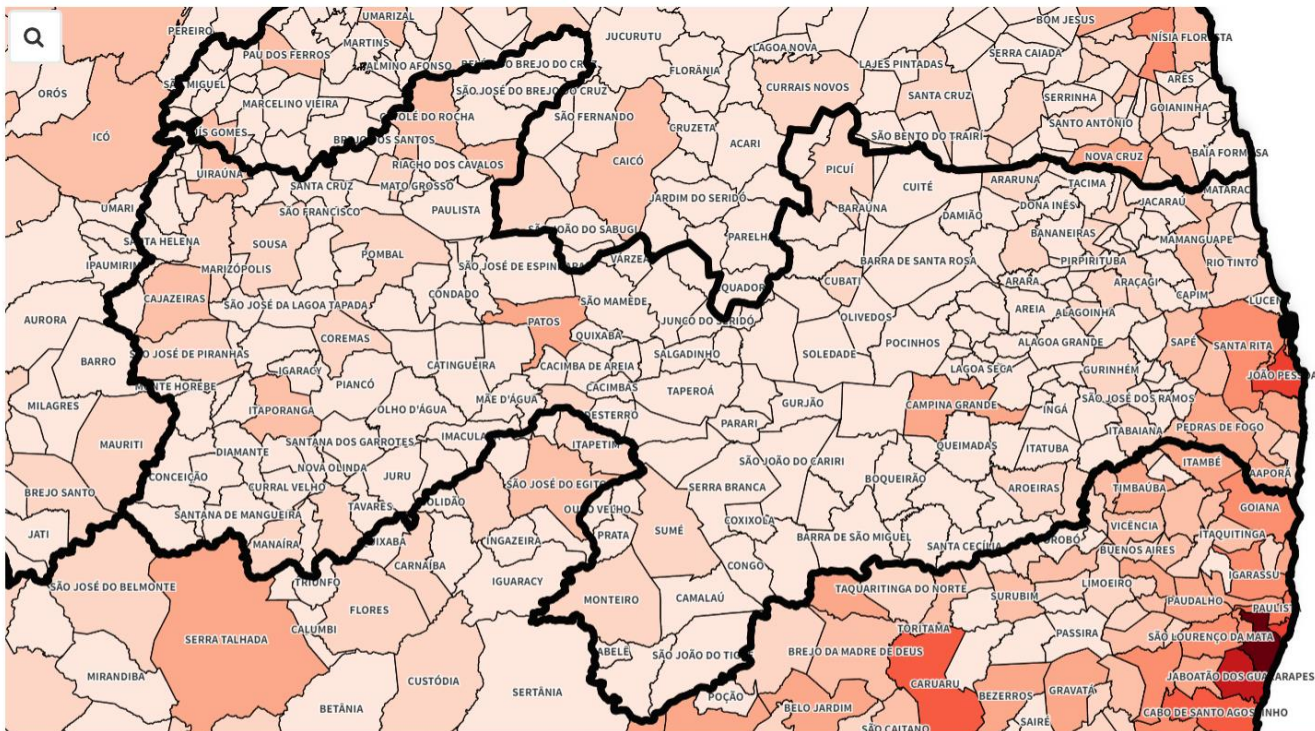 UMARIZAL
BOM JESUS
PEREIRO
JUCURUTU
NÍSIA FLORESTA
MARTINS
LAGOA NOVA
SERRA CAIADA
PAU DOS FERROS
ALMINO AFONSO
BREJO DO CRUZ
LAJES PINTADAS
FLORÂNIA
ARÊS
SÃO MIGUEL
CURRAIS NOVOS
ORÓS
SÃO JOSÉ DO BREJO DO CRUZ
SANTA CRUZ
SERRINHA
MARCELINO VIEIRA
GOIANINHA
SÃO FERNANDO
CATOLÉ DO ROCHA
SANTO ANTÔNIO
CRUZETA
LUÍS GOMES
ICÓ
SÃO BENTO DO TRAIRÍ
BREJO DOS SANTOS
ACARI
BAÍA FORMOSA
NOVA CRUZ
CAICÓ
RIACHO DOS CAVALOS
PICUÍ
UIRAÚNA
ARARUNA
TACIMA
SANTA CRUZ
MATO GROSSO
CUITÉ
MATARAC
JARDIM DO SERIDÓ
JACARAÚ
DONA INÊS
UMARI
BARAÚNA
PAULISTA
SÃO FRANCISCO
DAMIÃO
SÃO JOÃO DO SABUGI
BANANEIRAS
PARELHA
SANTA HELENA
SOUSA
MAMANGUAPE
POMBAL
VÁRZEA
PIRPIRITUBA
BARRA DE SANTA ROSA
RIO TINTO
IPAUMIRIM
SÃO JOSÉ DE ESPINHARA
MARIZÓPOLIS
ARARA
CUBATI
ARAÇAGI
QUADOR
CONDADO
CAPIM
CAJAZEIRAS
SÃO MAMEDE
LUCEN
SÃO JOSÉ DA LAGOA TAPADA
AREIA
ALAGOINHA
OLIVEDOS
AURORA
PATOS
JUNCO DO SERIDÓ
QUIXABA
COREMAS
ALAGOA GRANDE
SAPÉ
POCINHOS
SANTA RITA
SÃO JOSÉ DE PIRANHAS
SALGADINHO
SOLEDADE
BARRO
CATINGUEIRA
CACIMBA DE AREIA
LAGOA SECA
GURINHÉM
IGARACY
JOÃO PESSOA
PIANCÓ
MONTE HOREBE
CACIMBAS
TAPEROÁ
MÃE D'ÁGUA
SÃO JOSÉ DOS RAMOS
GURJÃO
CAMPINA GRANDE
MILAGRES
INGÁ
ITAPORANGA
OLHO D'ÁGUA
DESTERRO
PARARI
PEDRAS DE FOGO
ITABAIANA
IMACULA
SANTANA DOS GARROTES
MAURITI
ITAPETIM
QUEIMADAS
ITATUBA
DIAMANTE
SÃO JOÃO DO CARIRI
ITAMBÉ
NOVA OLINDA
CONCEIÇÃO
JURU
BOQUEIRÃO
AAPORÃ
SÃO JOSÉ DO EGITO
CURRAL VELHO
SERRA BRANCA
AROEIRAS
TIMBAÚBA
BREJO SANTO
SOLIDÃO
TAVARES
OURO VELHO
GOIANA
SANTANA DE MANGUEIRA
COXIXOLA
VICÊNCIA
SUMÉ
PRATA
JATI
ITAQUITINGA
BARRA DE SÃO MIGUEL
MANAÍRA
UIXABA
INGAZEIRA
OROBÓ
SANTA CECÍLIA
BUENOS AIRES
CARNAÍBA
CONGO
IGARASSU
TRIUNFO
IGUARACY
LIMOEIRO
SÃO JOSÉ DO BELMONTE
TAQUARITINGA DO NORTE
SURUBIM
CAMALAÚ
MONTEIRO
PAUDALHO
FLORES
PAULIST
CALUMBI
TORITAMA
PASSIRA
SERRA TALHADA
SÃO LOURENÇO DA MATA
ABELÊ
SÃO JOÃO DO TIG
BREJO DA MADRE DE DEUS
MIRANDIBA
JABOATÃO DOS GUARARAPES
CUSTÓDIA
CARUARU
SERTÂNIA
GRAVATÁ
BEZERROS
POÇÃO
BETÂNIA
BELO JARDIM
CABO DE SANTO AGOSTINHO
SAIRÉ
SÃO CAITANO